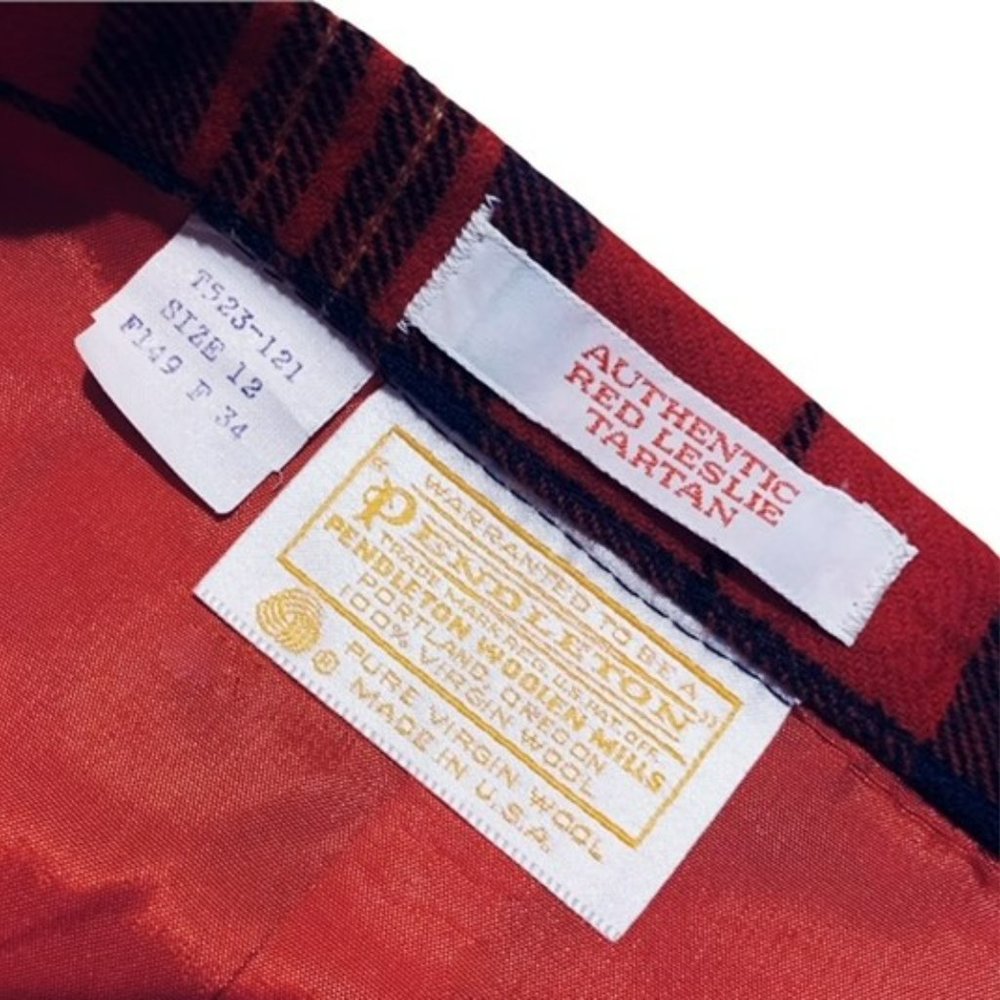 T523-121
SIZE 12
F149 F 34
AUTHENTIC
RED LESLIE
TARTAN
WARRANTED TO BE A
"PENDLETON"
TRADE MARK REG. U.S. PAT. OFF.
PENDLETON WOOLEN MILLS
PORTLAND, OREGON
100% VIRGIN WOOL
® PURE VIRGIN WOOL
MADE IN U.S.A.